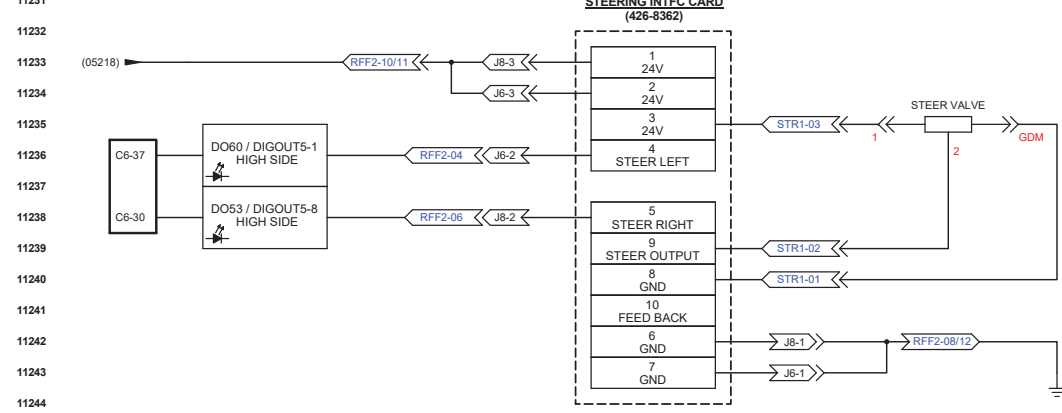 11231
STEERING INTFC CARD
(426-8362)
11232
11233
(05218)
RFF2-10/11
J8-3
1
24V
11234
J6-3
2
24V
STEER VALVE
11235
3
24V
STR1-03
1
GDM
11236
C6-37
DO60 / DIGOUT5-1
HIGH SIDE
RFF2-04
J6-2
4
STEER LEFT
2
11237
11238
C6-30
DO53 / DIGOUT5-8
HIGH SIDE
RFF2-06
J8-2
5
STEER RIGHT
11239
9
STEER OUTPUT
STR1-02
11240
8
GND
STR1-01
11241
10
FEED BACK
11242
6
GND
J8-1
RFF2-08/12
11243
7
GND
J6-1
11244